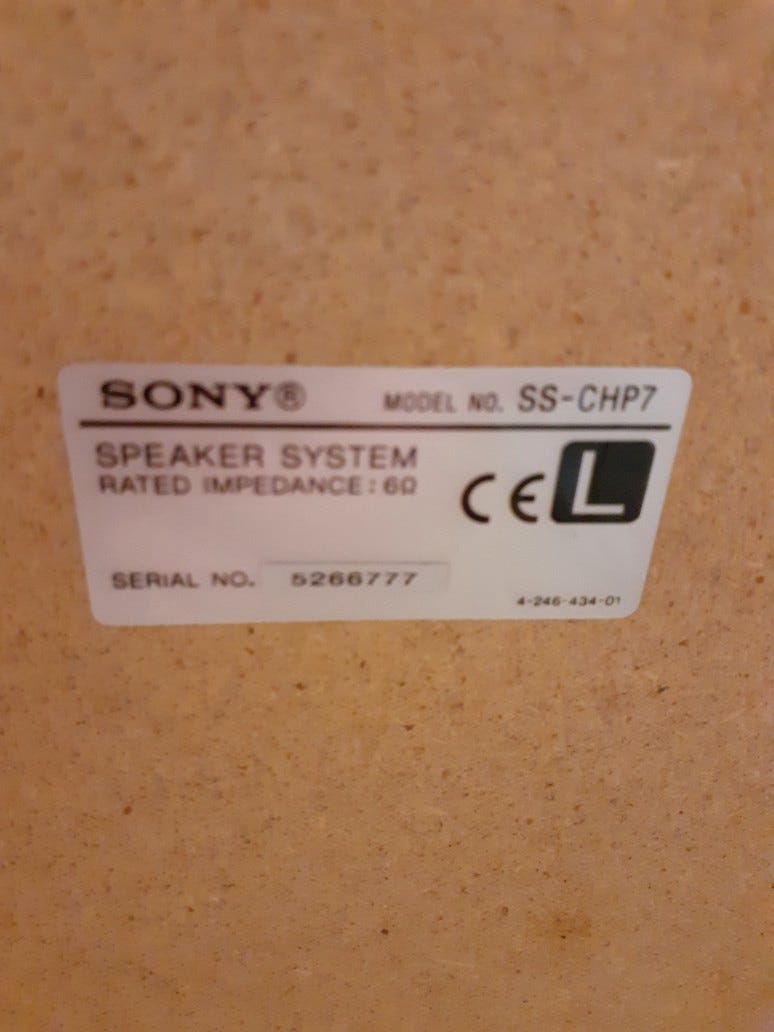 SONY® MODEL NO. SS-CHP7
SPEAKER SYSTEM
RATED IMPEDANCE: 6Ω
CE L
SERIAL NO. 5266777
4-246-434-01